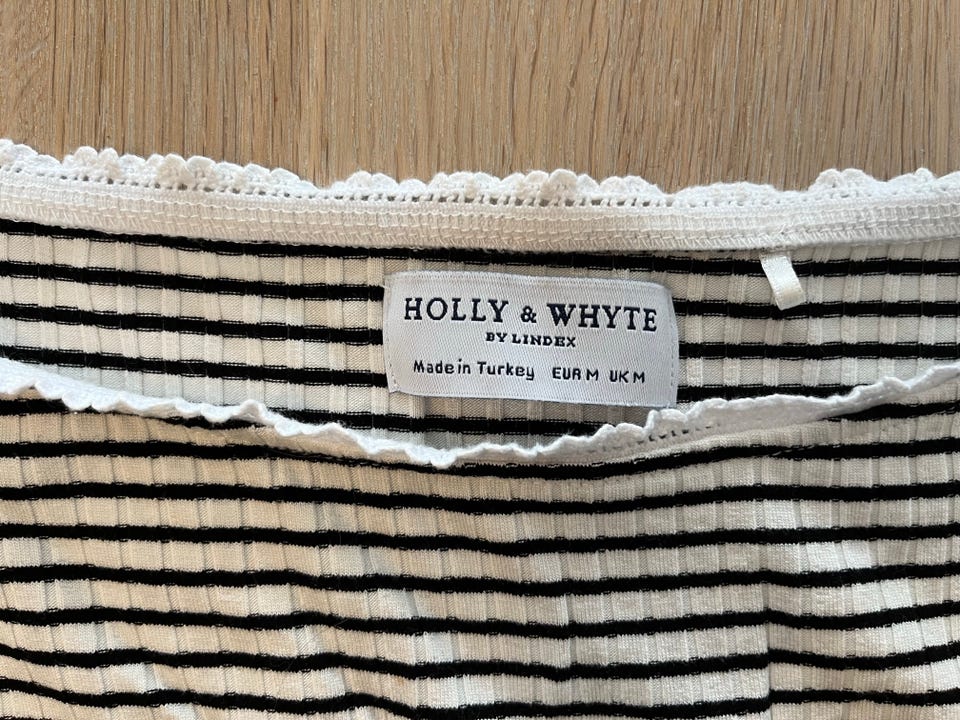 HOLLY & WHYTE
BY LINDEX
Made in Turkey EUR M UK M